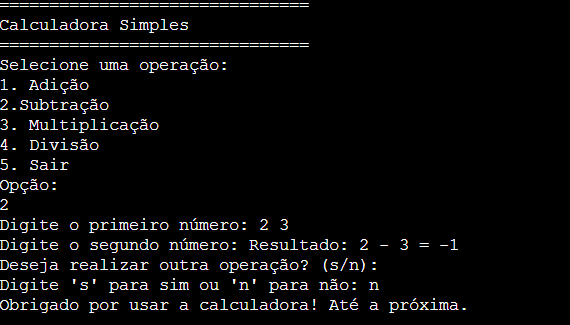 ===============================
Calculadora Simples
===============================
Selecione uma operação:
1. Adição
2.Subtração
3. Multiplicação
4. Divisão
5. Sair
Opção:
2
Digite o primeiro número: 2 3
Digite o segundo número: Resultado: 2 - 3 = -1
Deseja realizar outra operação? (s/n):
Digite 's' para sim ou 'n' para não: n
Obrigado por usar a calculadora! Até a próxima.